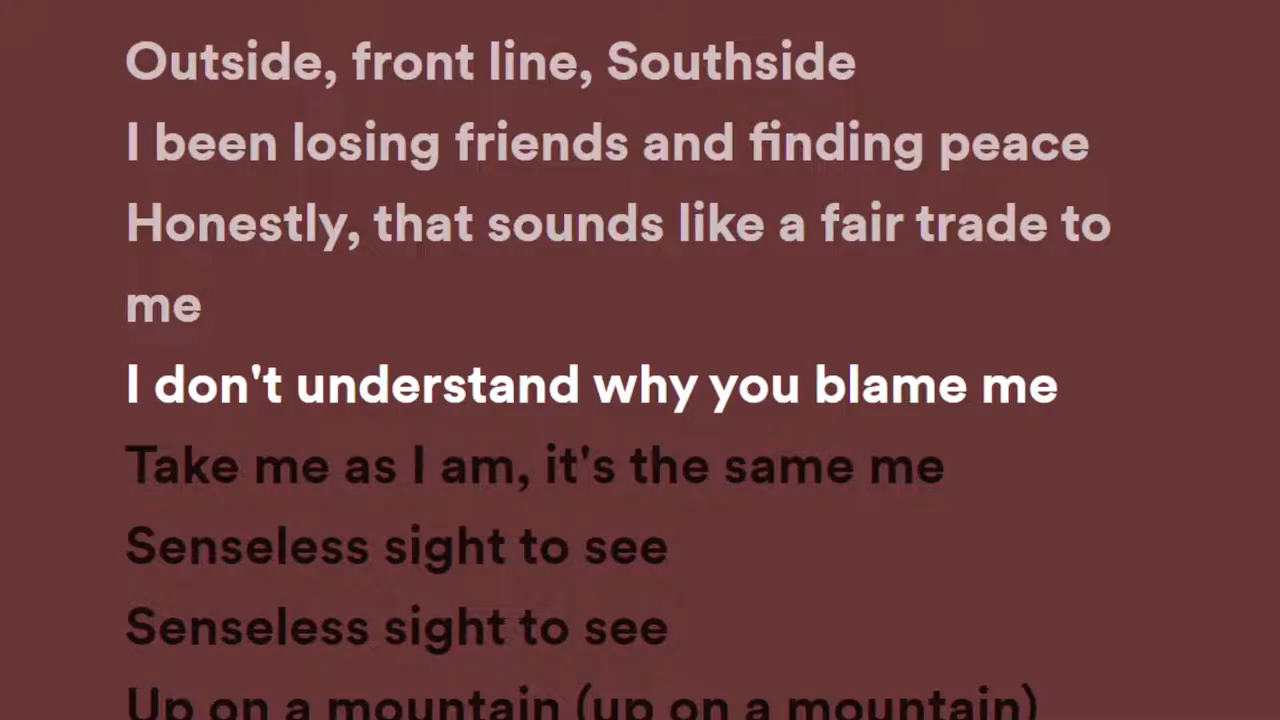 Outside, front line, Southside
I been losing friends and finding peace
Honestly, that sounds like a fair trade to
me
I don't understand why you blame me
Take me as I am, it's the same me
Senseless sight to see
Senseless sight to see
Up on a mountain (up on a mountain)